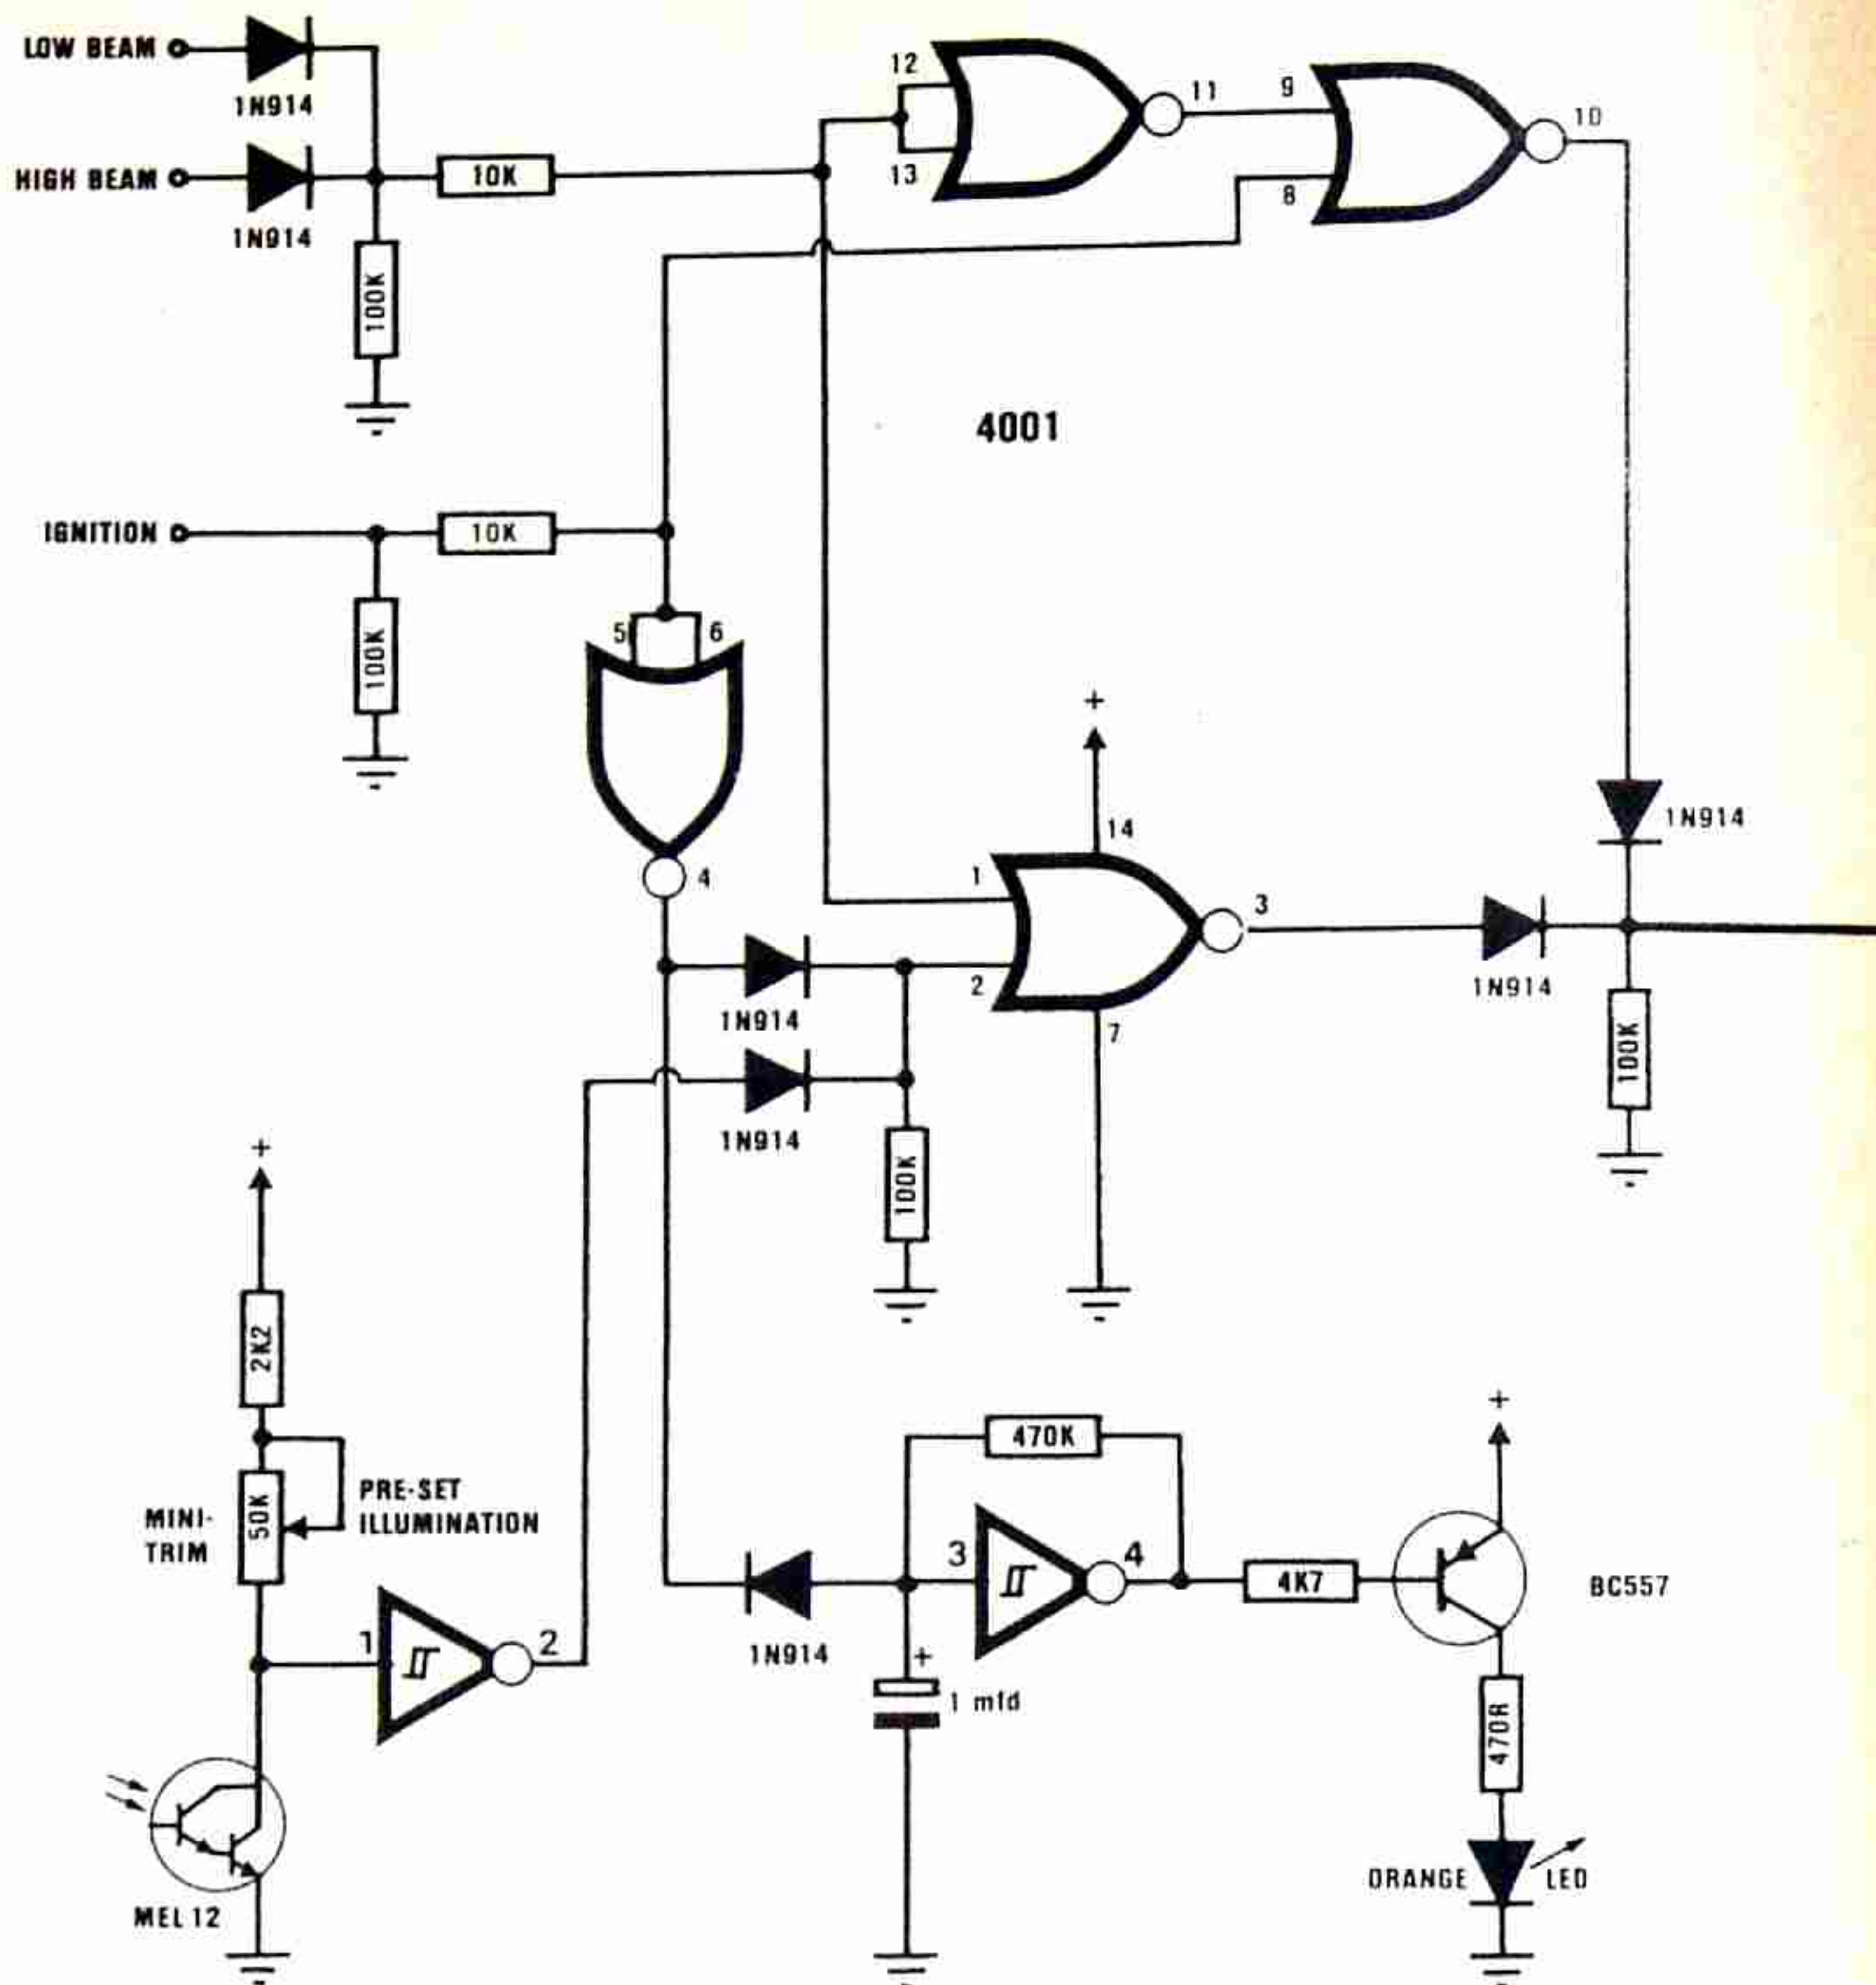 LOW BEAM
1N914
HIGH BEAM
1N914
10K
100K
12
13
11
9
8
10
4001
IGNITION
10K
100K
5
6
4
+
14
1
2
3
7
1N914
1N914
1N914
1N914
100K
100K
+
2K2
50K
MINI-
TRIM
PRE-SET
ILLUMINATION
1
2
MEL 12
470K
3
4
1N914
+
1 mfd
4K7
+
BC557
470R
ORANGE LED